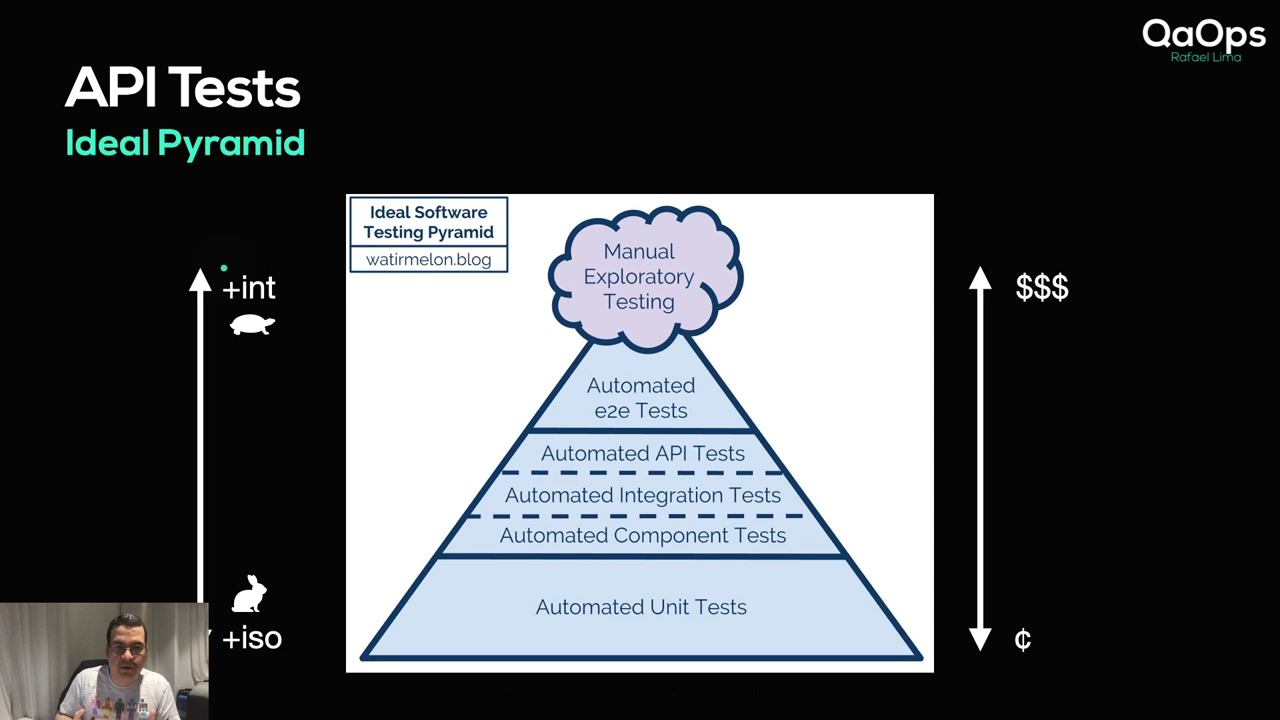 QaOps
Rafael Lima
API Tests
Ideal Pyramid
Ideal Software
Testing Pyramid
watirmelon.blog
Manual
Exploratory
Testing
+int
$$$
Automated
e2e Tests
Automated API Tests
Automated Integration Tests
Automated Component Tests
Automated Unit Tests
+iso
¢